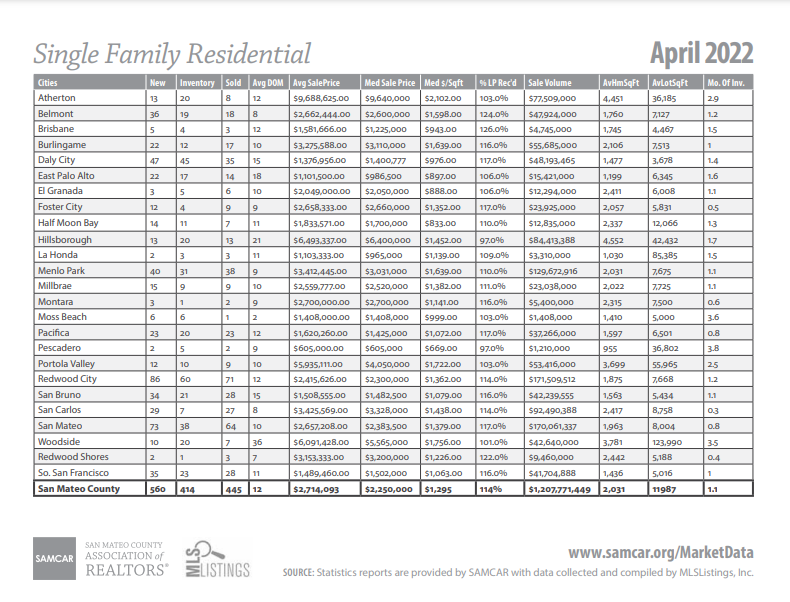 Single Family Residential
April 2022
Cities New Inventory Sold Avg DOM Avg SalePrice Med Sale Price Med $/Sqft % LP Rec'd Sale Volume AvHmSqFt AvLotSqFt Mo. Of Inv.
Atherton 13 20 8 12 $9,688,625.00 $9,640,000 $2,102.00 103.0% $77,509,000 4,451 36,185 2.9
Belmont 36 19 18 8 $2,662,444.00 $2,600,000 $1,598.00 124.0% $47,924,000 1,760 7,127 1.2
Brisbane 5 4 3 12 $1,581,666.00 $1,225,000 $943.00 126.0% $4,745,000 1,745 4,467 1.5
Burlingame 22 12 17 10 $3,275,588.00 $3,110,000 $1,639.00 116.0% $55,685,000 2,106 7,513 1
Daly City 47 45 35 15 $1,376,956.00 $1,400,777 $976.00 117.0% $48,193,465 1,477 3,678 1.4
East Palo Alto 22 17 14 18 $1,101,500.00 $986,500 $897.00 106.0% $15,421,000 1,199 6,345 1.6
El Granada 3 5 6 10 $2,049,000.00 $2,050,000 $888.00 106.0% $12,294,000 2,411 6,008 1.1
Foster City 12 4 9 9 $2,658,333.00 $2,660,000 $1,352.00 117.0% $23,925,000 2,057 5,831 0.5
Half Moon Bay 14 11 7 11 $1,833,571.00 $1,700,000 $833.00 110.0% $12,835,000 2,337 12,066 1.3
Hillsborough 13 20 13 21 $6,493,337.00 $6,400,000 $1,452.00 97.0% $84,413,388 4,552 42,432 1.7
La Honda 2 3 3 11 $1,103,333.00 $965,000 $1,139.00 109.0% $3,310,000 1,030 85,385 1.5
Menlo Park 40 31 38 9 $3,412,445.00 $3,031,000 $1,639.00 110.0% $129,672,916 2,031 7,675 1.1
Millbrae 15 9 9 10 $2,559,777.00 $2,520,000 $1,382.00 111.0% $23,038,000 2,022 7,725 1.1
Montara 3 1 2 9 $2,700,000.00 $2,700,000 $1,141.00 116.0% $5,400,000 2,315 7,500 0.6
Moss Beach 6 6 1 2 $1,408,000.00 $1,408,000 $999.00 103.0% $1,408,000 1,410 5,000 3.6
Pacifica 23 20 23 12 $1,620,260.00 $1,425,000 $1,072.00 117.0% $37,266,000 1,597 6,501 0.8
Pescadero 2 5 2 9 $605,000.00 $605,000 $669.00 97.0% $1,210,000 955 36,802 3.8
Portola Valley 12 10 9 10 $5,935,111.00 $4,050,000 $1,722.00 103.0% $53,416,000 3,699 55,965 2.5
Redwood City 86 60 71 12 $2,415,626.00 $2,300,000 $1,362.00 114.0% $171,509,512 1,875 7,668 1.2
San Bruno 34 21 28 15 $1,508,555.00 $1,482,500 $1,079.00 116.0% $42,239,555 1,563 5,434 1.1
San Carlos 29 7 27 8 $3,425,569.00 $3,328,000 $1,438.00 114.0% $92,490,388 2,417 8,758 0.3
San Mateo 73 38 64 10 $2,657,208.00 $2,383,500 $1,379.00 117.0% $170,061,337 1,963 8,004 0.8
Woodside 10 20 7 36 $6,091,428.00 $5,565,000 $1,756.00 101.0% $42,640,000 3,781 123,990 3.5
Redwood Shores 2 1 3 7 $3,153,333.00 $3,200,000 $1,226.00 122.0% $9,460,000 2,442 5,188 0.4
So. San Francisco 35 23 28 11 $1,489,460.00 $1,502,000 $1,063.00 116.0% $41,704,888 1,436 5,016 1
San Mateo County 560 414 445 12 $2,714,093 $2,250,000 $1,295 114% $1,207,771,449 2,031 11987 1.1
SAMCAR
SAN MATEO COUNTY
ASSOCIATION of
REALTORS®
MLSLISTINGS
www.samcar.org/MarketData
SOURCE: Statistics reports are provided by SAMCAR with data collected and compiled by MLSListings, Inc.